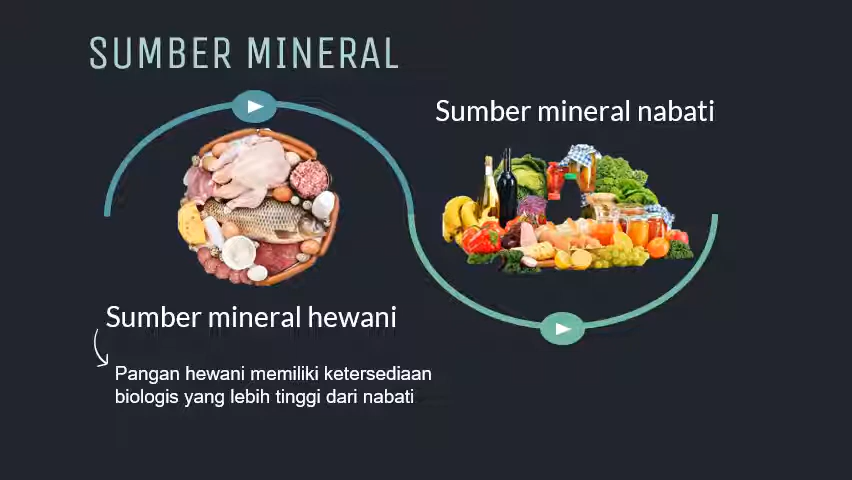 SUMBER MINERAL
Sumber mineral nabati
Sumber mineral hewani
Pangan hewani memiliki ketersediaan
biologis yang lebih tinggi dari nabati